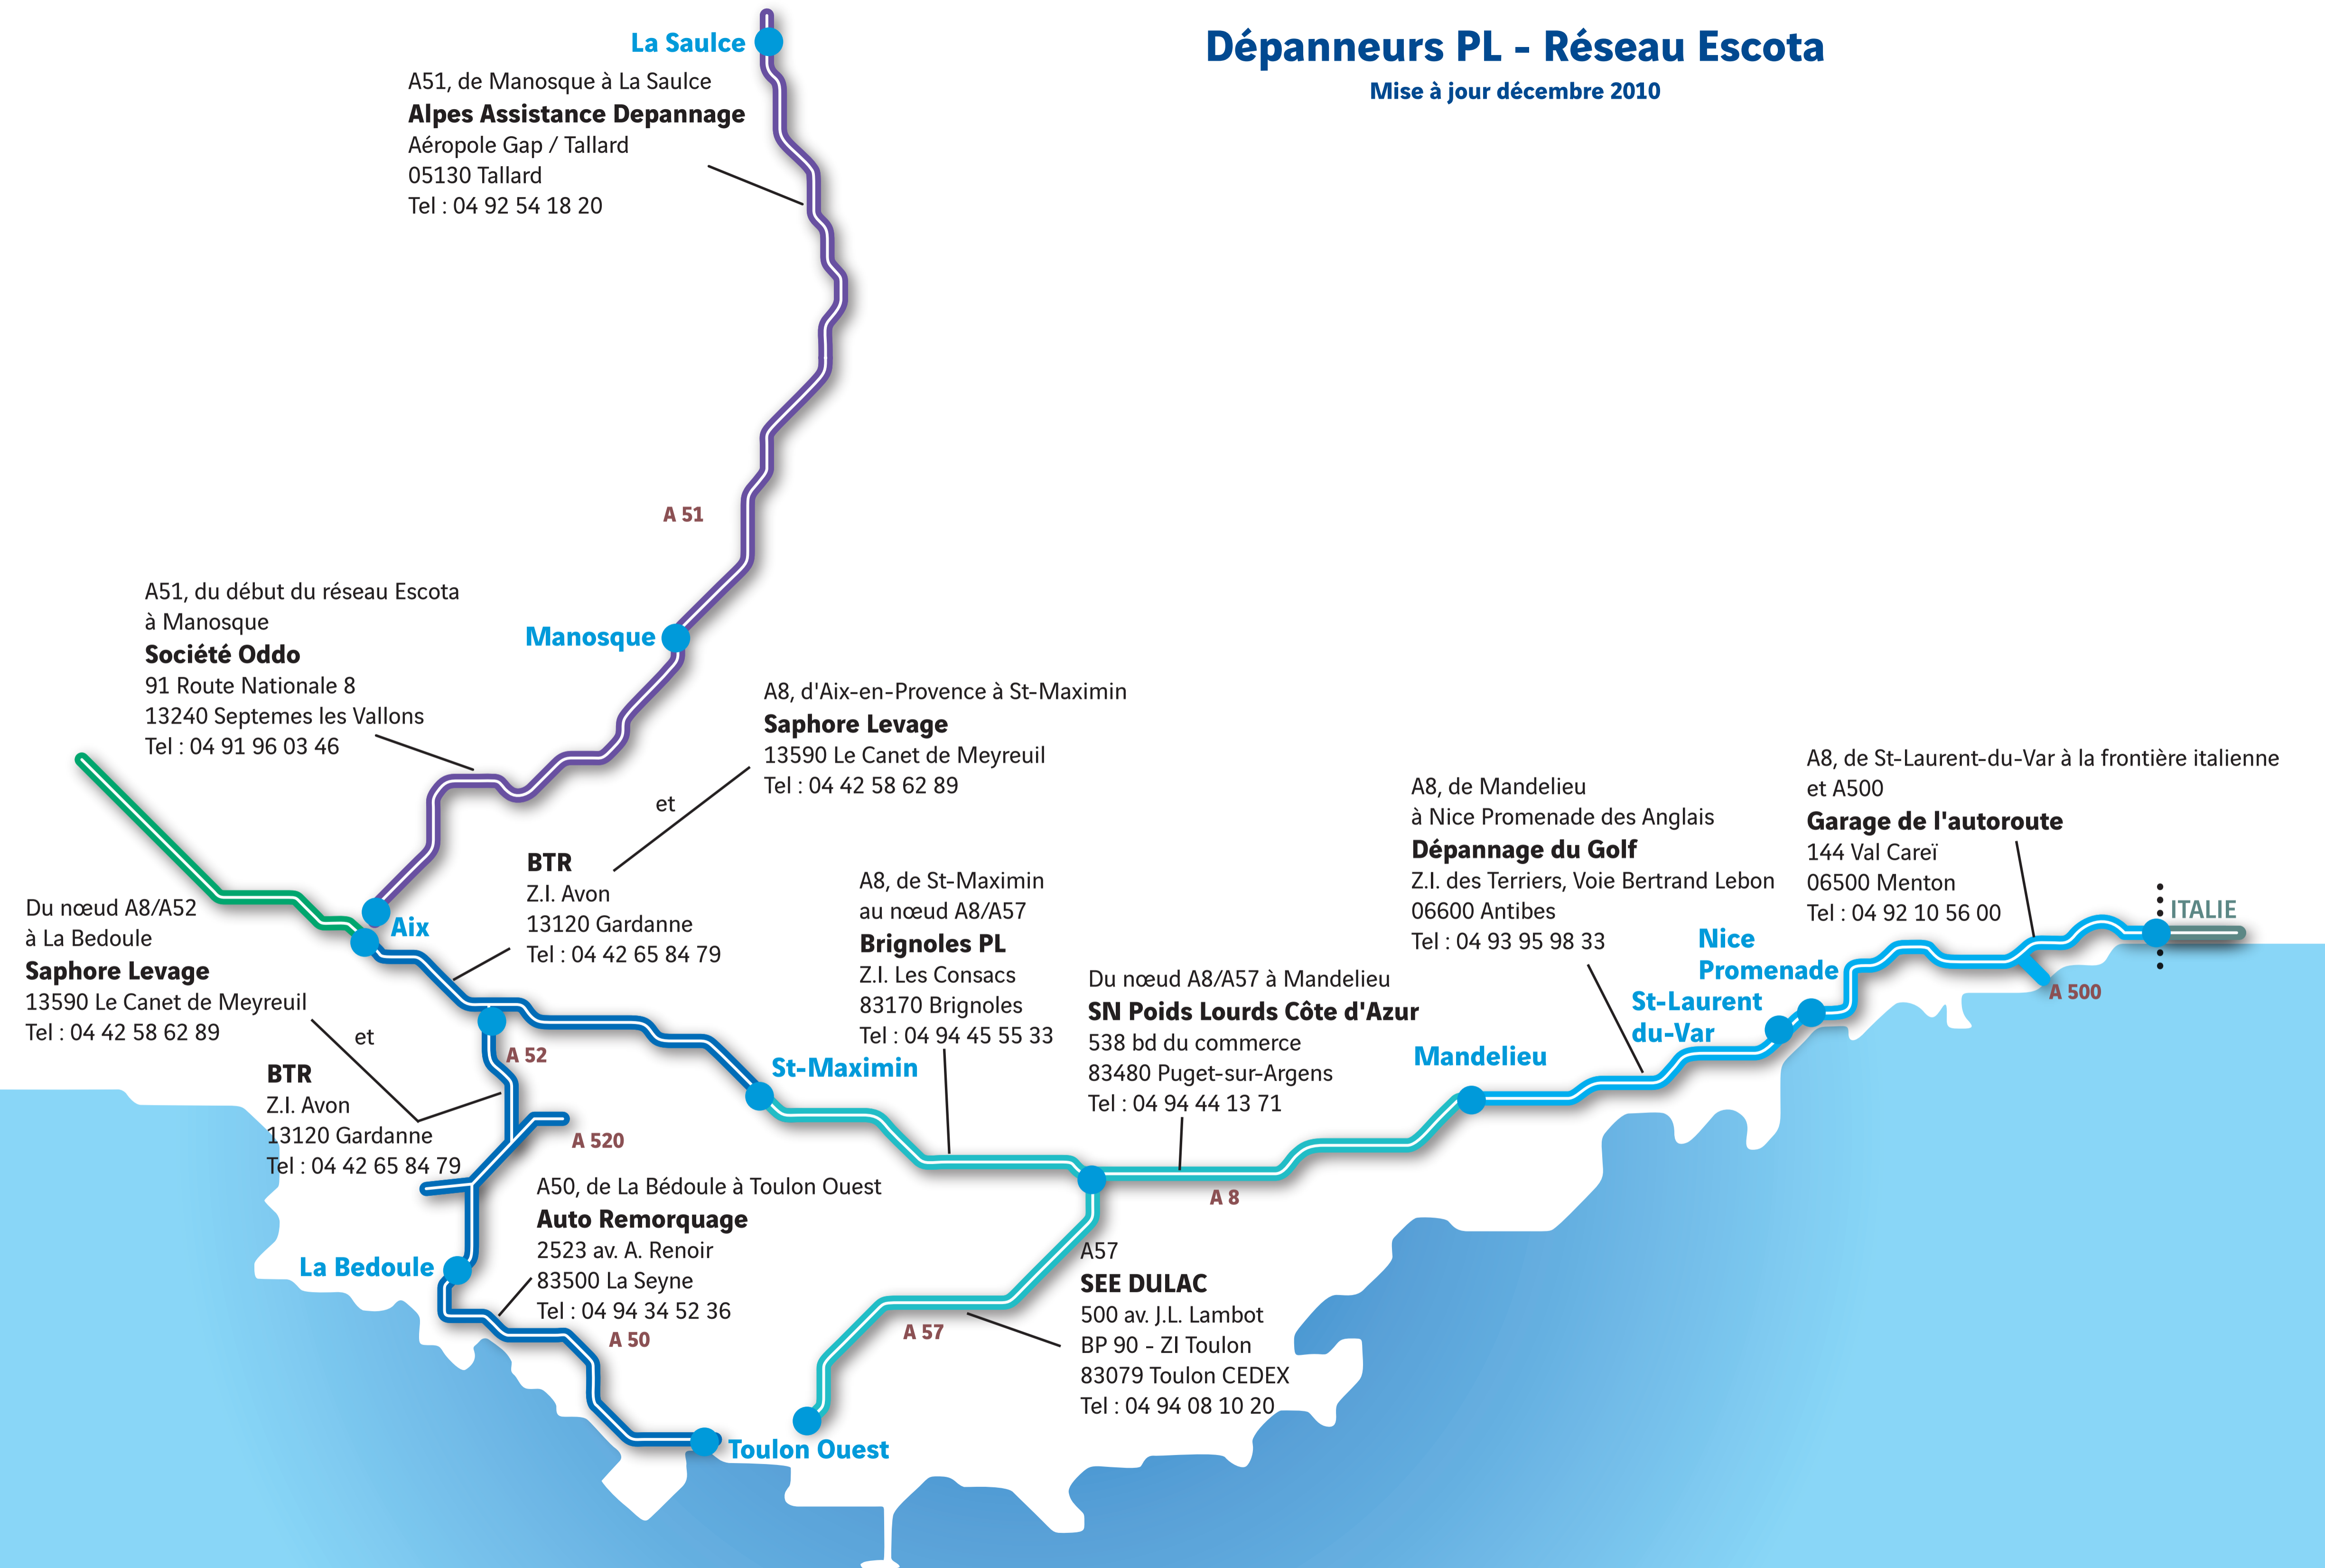 Dépanneurs PL - Réseau Escota
Mise à jour décembre 2010
La Saulce
A51, de Manosque à La Saulce
Alpes Assistance Depannage
Aéropole Gap / Tallard
05130 Tallard
Tel : 04 92 54 18 20
A 51
A51, du début du réseau Escota
à Manosque
Société Oddo
91 Route Nationale 8
13240 Septemes les Vallons
Tel : 04 91 96 03 46
Manosque
A8, d'Aix-en-Provence à St-Maximin
Saphore Levage
13590 Le Canet de Meyreuil
Tel : 04 42 58 62 89
et
BTR
Z.I. Avon
13120 Gardanne
Tel : 04 42 65 84 79
Aix
Du nœud A8/A52
à La Bedoule
Saphore Levage
13590 Le Canet de Meyreuil
Tel : 04 42 58 62 89
et
BTR
Z.I. Avon
13120 Gardanne
Tel : 04 42 65 84 79
A 52
A 520
St-Maximin
A8, de St-Maximin
au nœud A8/A57
Brignoles PL
Z.I. Les Consacs
83170 Brignoles
Tel : 04 94 45 55 33
Du nœud A8/A57 à Mandelieu
SN Poids Lourds Côte d'Azur
538 bd du commerce
83480 Puget-sur-Argens
Tel : 04 94 44 13 71
A 8
Mandelieu
A8, de Mandelieu
à Nice Promenade des Anglais
Dépannage du Golf
Z.I. des Terriers, Voie Bertrand Lebon
06600 Antibes
Tel : 04 93 95 98 33
St-Laurent
du-Var
Nice
Promenade
A8, de St-Laurent-du-Var à la frontière italienne
et A500
Garage de l'autoroute
144 Val Careï
06500 Menton
Tel : 04 92 10 56 00
ITALIE
A 500
La Bedoule
A50, de La Bédoule à Toulon Ouest
Auto Remorquage
2523 av. A. Renoir
83500 La Seyne
Tel : 04 94 34 52 36
A 50
A 57
A57
SEE DULAC
500 av. J.L. Lambot
BP 90 - ZI Toulon
83079 Toulon CEDEX
Tel : 04 94 08 10 20
Toulon Ouest